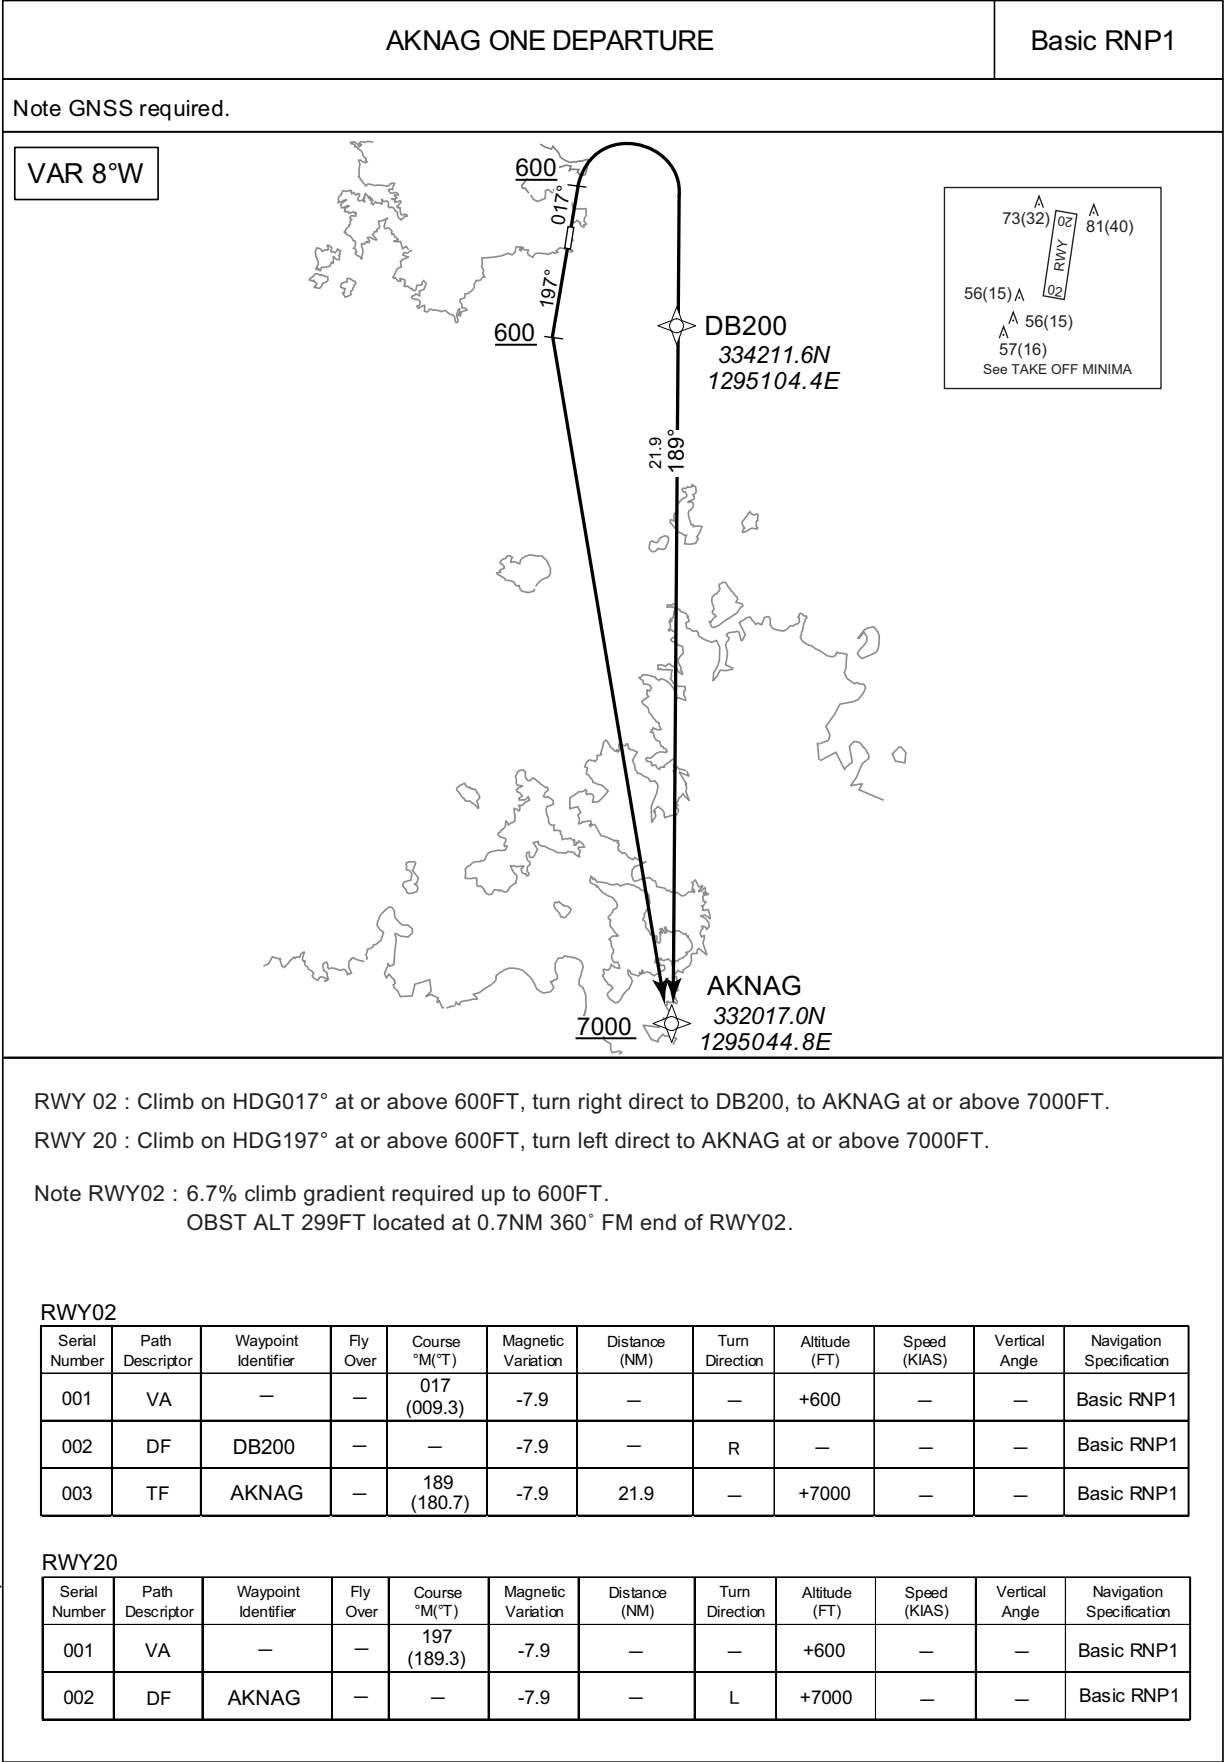 AKNAG ONE DEPARTURE
Basic RNP1
Note GNSS required.
VAR 8°W
600
017°
197°
600
DB200
334211.6N
1295104.4E
21.9
189°
73(32)
81(40)
20
RWY
02
56(15)
56(15)
57(16)
See TAKE OFF MINIMA
AKNAG
332017.0N
1295044.8E
7000
RWY 02 : Climb on HDG017° at or above 600FT, turn right direct to DB200, to AKNAG at or above 7000FT.
RWY 20 : Climb on HDG197° at or above 600FT, turn left direct to AKNAG at or above 7000FT.
Note RWY02 : 6.7% climb gradient required up to 600FT.
OBST ALT 299FT located at 0.7NM 360° FM end of RWY02.
RWY02
Serial Number | Path Descriptor | Waypoint Identifier | Fly Over | Course °M(°T) | Magnetic Variation | Distance (NM) | Turn Direction | Altitude (FT) | Speed (KIAS) | Vertical Angle | Navigation Specification
001 | VA | — | — | 017 (009.3) | -7.9 | — | — | +600 | — | — | Basic RNP1
002 | DF | DB200 | — | — | -7.9 | — | R | — | — | — | Basic RNP1
003 | TF | AKNAG | — | 189 (180.7) | -7.9 | 21.9 | — | +7000 | — | — | Basic RNP1
RWY20
Serial Number | Path Descriptor | Waypoint Identifier | Fly Over | Course °M(°T) | Magnetic Variation | Distance (NM) | Turn Direction | Altitude (FT) | Speed (KIAS) | Vertical Angle | Navigation Specification
001 | VA | — | — | 197 (189.3) | -7.9 | — | — | +600 | — | — | Basic RNP1
002 | DF | AKNAG | — | — | -7.9 | — | L | +7000 | — | — | Basic RNP1